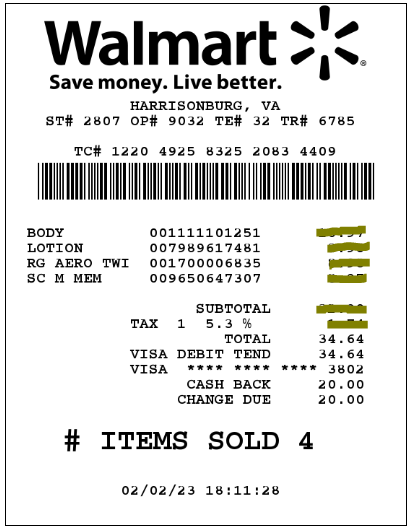 Walmart
Save money. Live better.
HARRISONBURG, VA
ST# 2807 OP# 9032 TE# 32 TR# 6785
TC# 1220 4925 8325 2083 4409
BODY 001111101251
LOTION 007989617481
RG AERO TWI 001700006835
SC M MEM 009650647307
SUBTOTAL
TAX 1 5.3 %
TOTAL 34.64
VISA DEBIT TEND 34.64
VISA **** **** **** 3802
CASH BACK 20.00
CHANGE DUE 20.00
# ITEMS SOLD 4
02/02/23 18:11:28